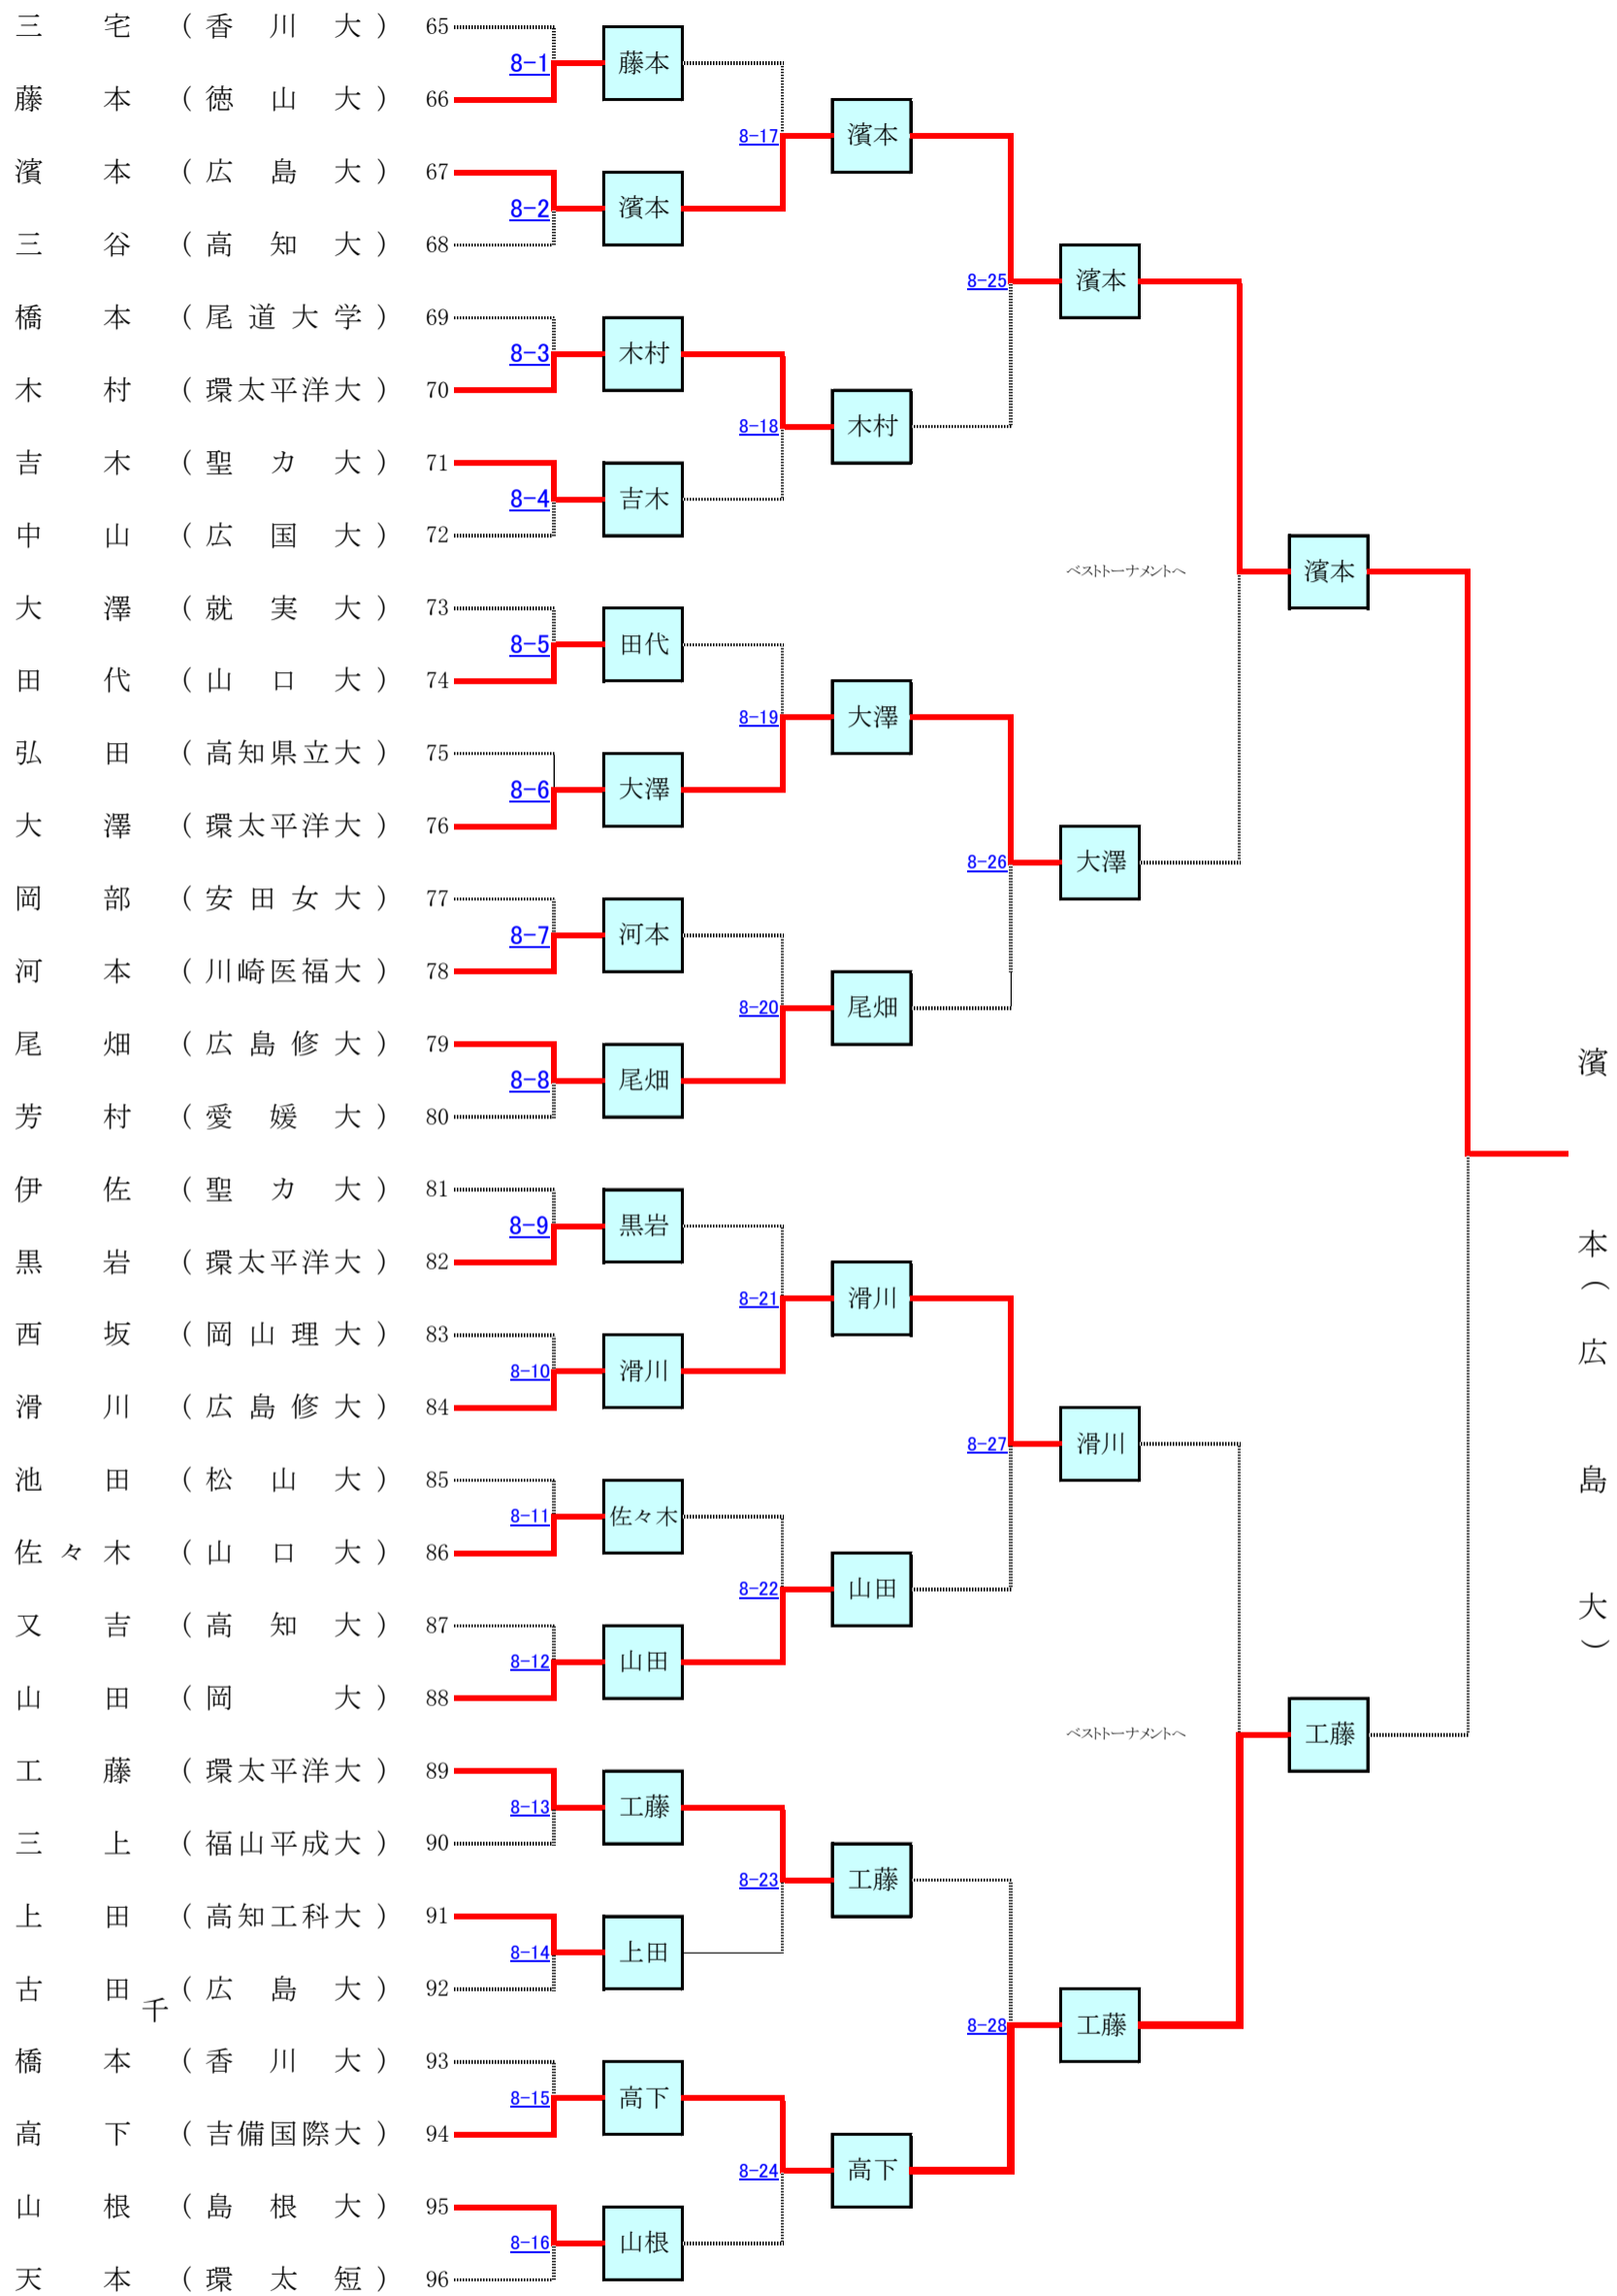 三宅（香川大）65
8-1
藤本
藤本（徳山大）66
8-17
濱本
濱本（広島大）67
8-2
濱本
三谷（高知大）68
8-25
濱本
橋本（尾道大学）69
8-3
木村
木村（環太平洋大）70
8-18
木村
吉木（聖カ大）71
8-4
吉木
中山（広国大）72
ベストトーナメントへ
濱本
大澤（就実大）73
8-5
田代
田代（山口大）74
8-19
大澤
弘田（高知県立大）75
8-6
大澤
大澤（環太平洋大）76
8-26
大澤
岡部（安田女大）77
8-7
河本
河本（川崎医福大）78
8-20
尾畑
尾畑（広島修大）79
8-8
尾畑
芳村（愛媛大）80
濱本（広島大）
伊佐（聖カ大）81
8-9
黒岩
黒岩（環太平洋大）82
8-21
滑川
西坂（岡山理大）83
8-10
滑川
滑川（広島修大）84
8-27
滑川
池田（松山大）85
8-11
佐々木
佐々木（山口大）86
8-22
山田
又吉（高知大）87
8-12
山田
山田（岡大）88
ベストトーナメントへ
工藤
工藤（環太平洋大）89
8-13
工藤
三上（福山平成大）90
8-23
工藤
上田（高知工科大）91
8-14
上田
古田千（広島大）92
8-28
工藤
橋本（香川大）93
8-15
高下
高下（吉備国際大）94
8-24
高下
山根（島根大）95
8-16
山根
天本（環太短）96